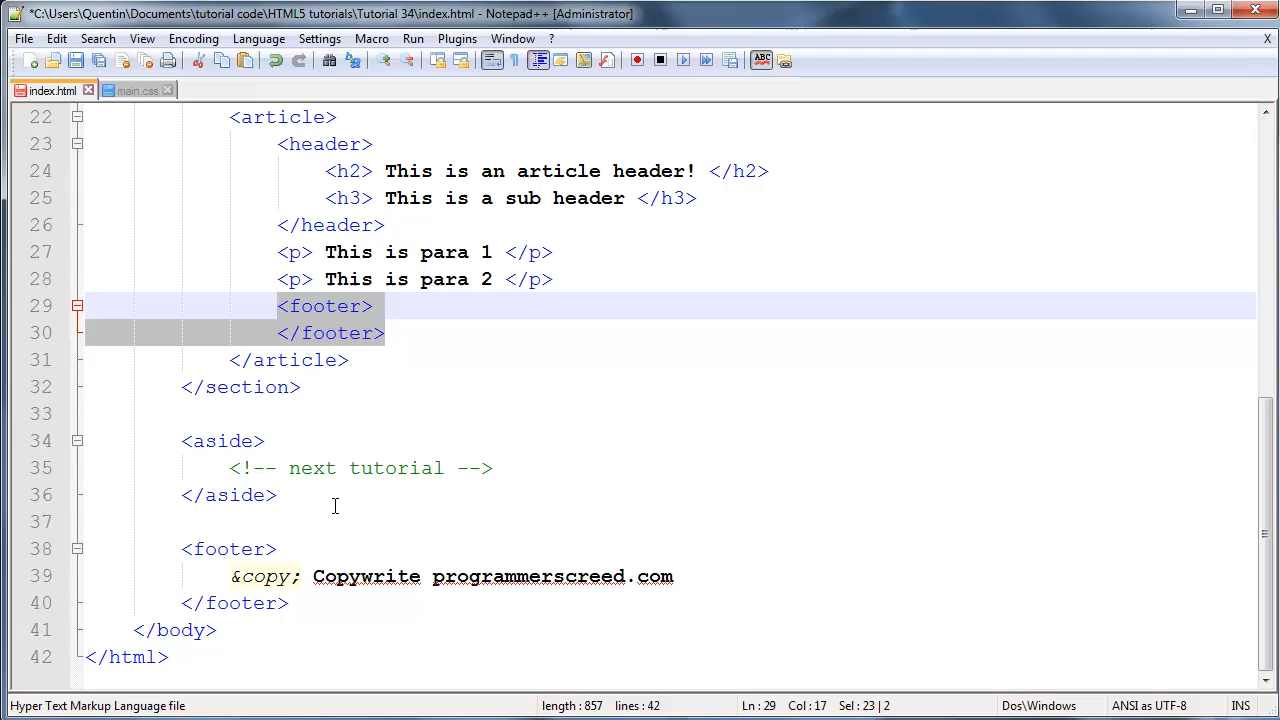 *C:\Users\Quentin\Documents\tutorial code\HTML5 tutorials\Tutorial 34\index.html - Notepad++ [Administrator]
File Edit Search View Encoding Language Settings Macro Run Plugins Window ? X
index.html main.css
22 <article>
23 <header>
24 <h2> This is an article header! </h2>
25 <h3> This is a sub header </h3>
26 </header>
27 <p> This is para 1 </p>
28 <p> This is para 2 </p>
29 <footer>
30 </footer>
31 </article>
32 </section>
33
34 <aside>
35 <!-- next tutorial -->
36 </aside>
37
38 <footer>
39 &copy; Copywrite programmerscreed.com
40 </footer>
41 </body>
42 </html>
Hyper Text Markup Language file length : 857 lines : 42 Ln : 29 Col : 17 Sel : 23 | 2 Dos\Windows ANSI as UTF-8 INS